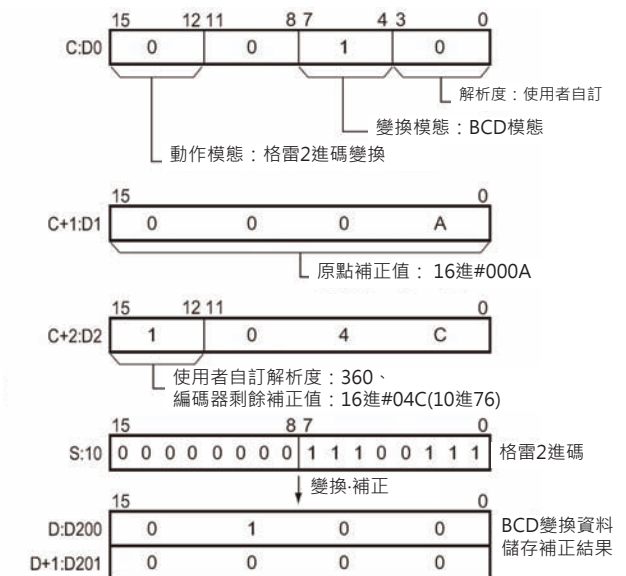 15 12 11 8 7 4 3 0
C:D0 0 0 1 0
解析度：使用者自訂
變換模態：BCD模態
動作模態：格雷2進碼變換
15 0
C+1:D1 0 0 0 A
原點補正值： 16進#000A
15 12 11 0
C+2:D2 1 0 4 C
使用者自訂解析度：360、
編碼器剩餘補正值：16進#04C(10進76)
15 8 7 0
S:10 0 0 0 0 0 0 0 0 1 1 1 0 0 1 1 1 格雷2進碼
變換·補正
15 0
D:D200 0 1 0 0 BCD變換資料
儲存補正結果
D+1:D201 0 0 0 0